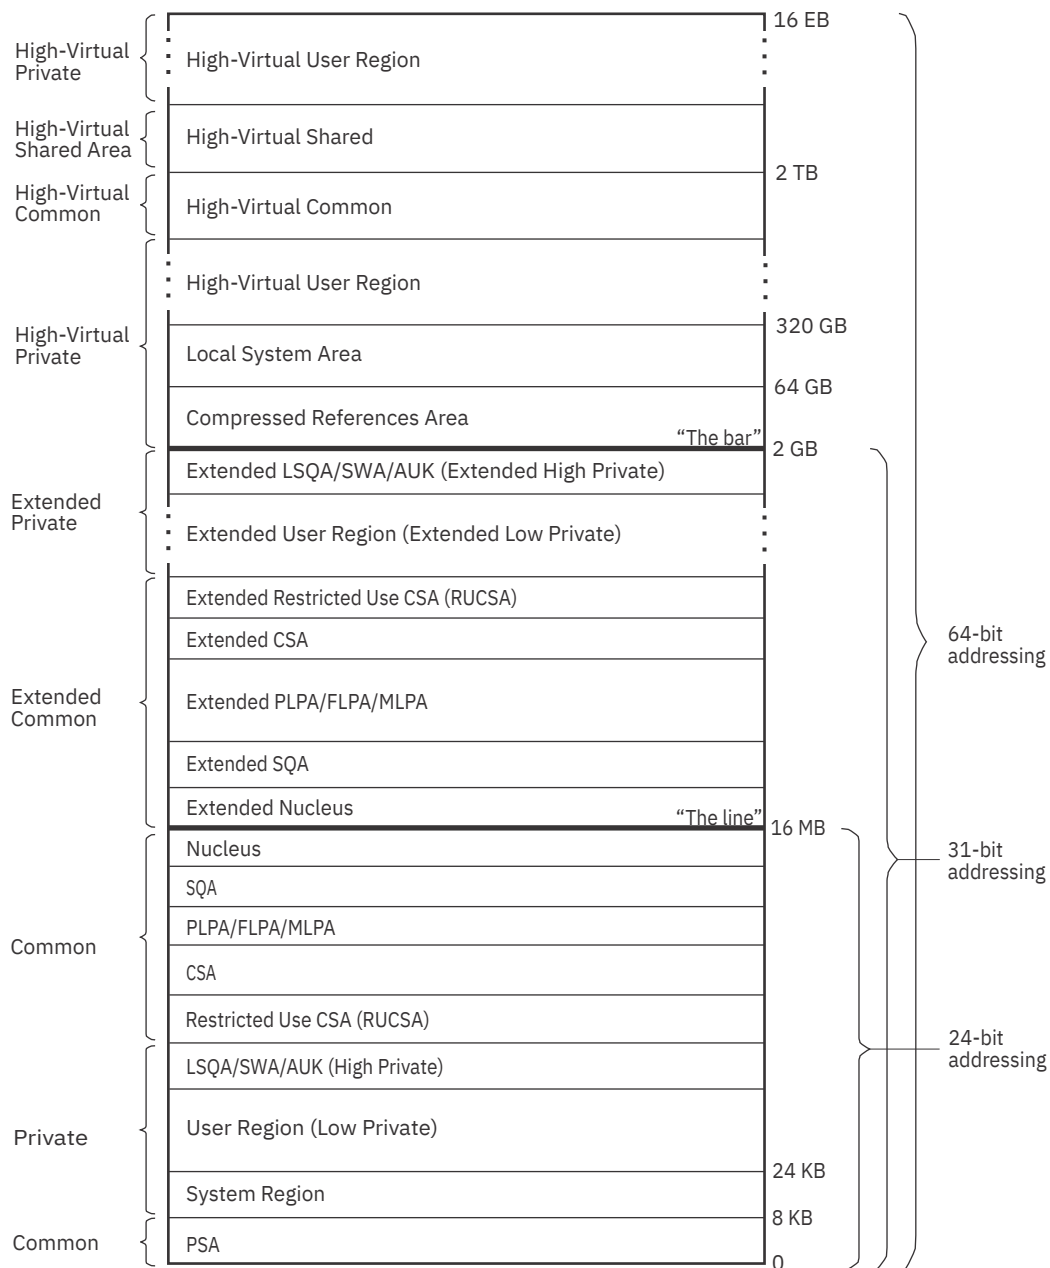 16 EB
High-Virtual
Private
High-Virtual User Region
High-Virtual
Shared Area
High-Virtual Shared
2 TB
High-Virtual
Common
High-Virtual Common
High-Virtual User Region
320 GB
High-Virtual
Private
Local System Area
64 GB
Compressed References Area
“The bar”
2 GB
Extended LSQA/SWA/AUK (Extended High Private)
Extended
Private
Extended User Region (Extended Low Private)
Extended Restricted Use CSA (RUCSA)
Extended CSA
64-bit
addressing
Extended
Common
Extended PLPA/FLPA/MLPA
Extended SQA
Extended Nucleus
“The line”
16 MB
Nucleus
31-bit
addressing
SQA
PLPA/FLPA/MLPA
Common
CSA
Restricted Use CSA (RUCSA)
24-bit
addressing
LSQA/SWA/AUK (High Private)
Private
User Region (Low Private)
24 KB
System Region
8 KB
Common
PSA
0